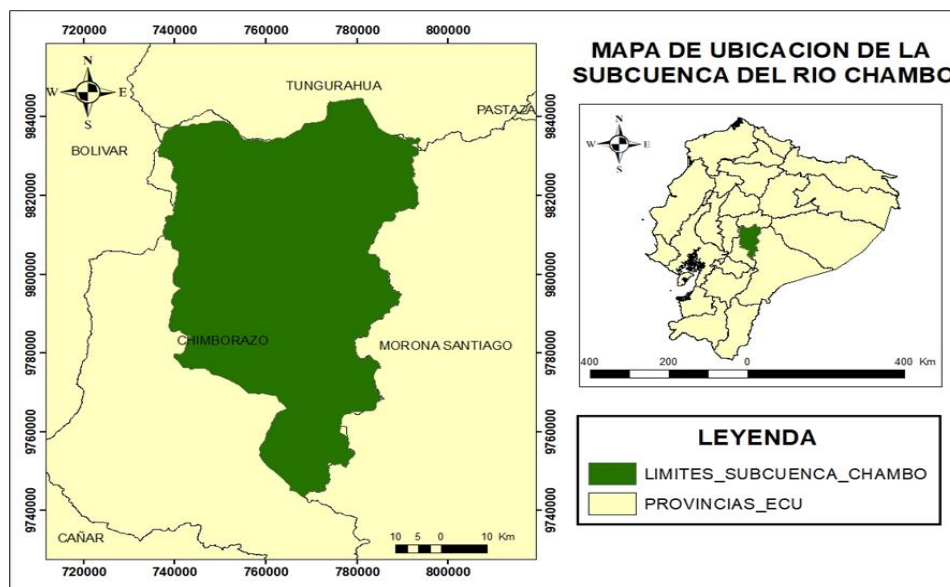 720000 740000 760000 780000 800000
N
W E
S
TUNGURAHUA
PASTAZA
BOLIVAR
CHIMBORAZO
MORONA SANTIAGO
CAÑAR
9840000
9820000
9800000
9780000
9760000
9740000
9840000
9820000
9800000
9780000
9760000
9740000
10 5 0 10 Km
720000 740000 760000 780000 800000
MAPA DE UBICACION DE LA
SUBCUENCA DEL RIO CHAMBO
N
W E
S
400 200 0 400 Km
LEYENDA
LIMITES_SUBCUENCA_CHAMBO
PROVINCIAS_ECU